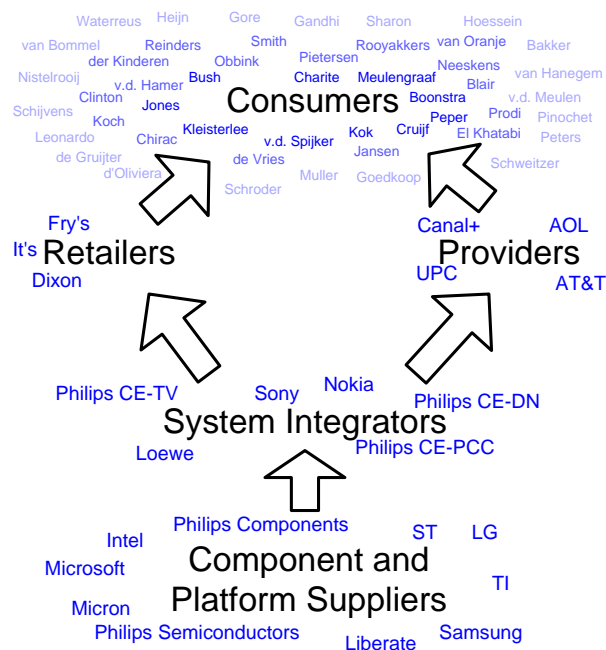 Waterreus Heijn Gore Gandhi Sharon Hoessein
van Bommel Reinders Smith Rooyakkers van Oranje Bakker
der Kinderen Obbink Pietersen Neeskens
Nistelrooij v.d. Hamer Bush Charite Meulengraaf Blair van Hanegem
Clinton Jones Consumers Boonstra v.d. Meulen
Schijvens Koch Peper Prodi Pinochet
Leonardo Chirac Kleisterlee v.d. Spijker Kok Cruijf El Khatabi Peters
de Gruijter de Vries Jansen Schweitzer
d'Oliviera Schroder Muller Goedkoop
Fry's Canal+ AOL
It's Retailers Providers
Dixon UPC AT&T
Philips CE-TV Sony Nokia Philips CE-DN
System Integrators
Loewe Philips CE-PCC
Philips Components ST LG
Intel Component and
Microsoft TI
Platform Suppliers
Micron
Philips Semiconductors Liberate Samsung